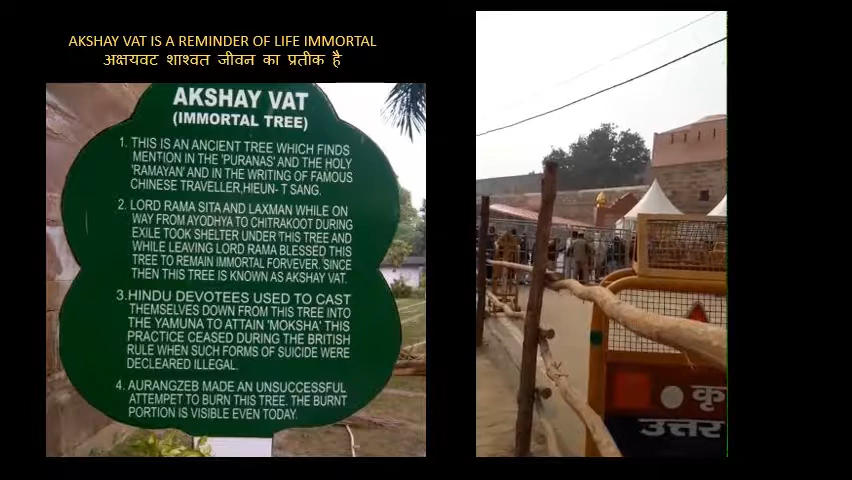 AKSHAY VAT IS A REMINDER OF LIFE IMMORTAL
अक्षयवट शाश्वत जीवन का प्रतीक है
AKSHAY VAT
(IMMORTAL TREE)
1. THIS IS AN ANCIENT TREE WHICH FINDS
MENTION IN THE 'PURANAS' AND THE HOLY
'RAMAYAN' AND IN THE WRITING OF FAMOUS
CHINESE TRAVELLER,HIEUN- T SANG.
2. LORD RAMA SITA AND LAXMAN WHILE ON
WAY FROM AYODHYA TO CHITRAKOOT DURING
EXILE TOOK SHELTER UNDER THIS TREE AND
WHILE LEAVING LORD RAMA BLESSED THIS
TREE TO REMAIN IMMORTAL FORVEVER. SINCE
THEN THIS TREE IS KNOWN AS AKSHAY VAT.
3. HINDU DEVOTEES USED TO CAST
THEMSELVES DOWN FROM THIS TREE INTO
THE YAMUNA TO ATTAIN 'MOKSHA' THIS
PRACTICE CEASED DURING THE BRITISH
RULE WHEN SUCH FORMS OF SUICIDE WERE
DECLEARED ILLEGAL.
4. AURANGZEB MADE AN UNSUCCESSFUL
ATTEMPET TO BURN THIS TREE. THE BURNT
PORTION IS VISIBLE EVEN TODAY.
कृ
उत्तर